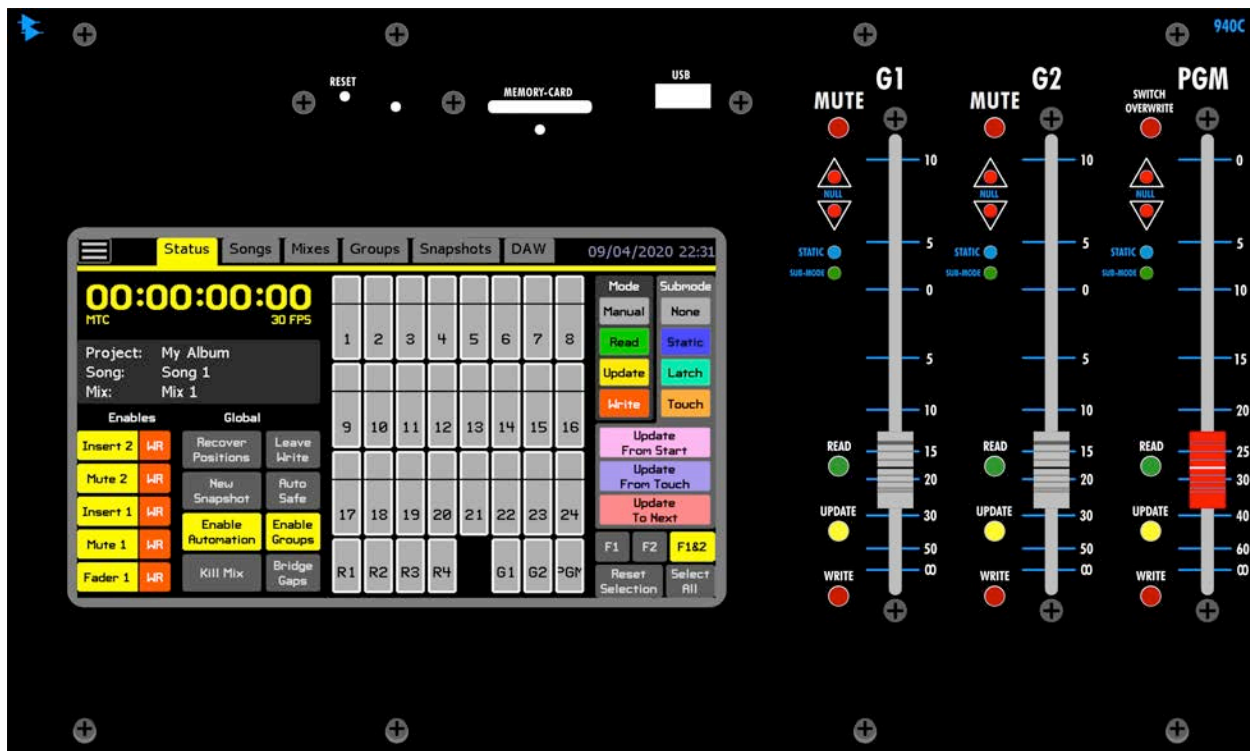 940C
RESET
MEMORY-CARD
USB
G1
G2
PGM
MUTE
MUTE
SWITCH
OVERWRITE
Status Songs Mixes Groups Snapshots DAW 09/04/2020 22:31
00:00:00:00
MTC 30 FPS
Project: My Album
Song: Song 1
Mix: Mix 1
Enables Global
Insert 2 WR
Mute 2 WR
Insert 1 WR
Mute 1 WR
Fader 1 WR
Recover
Positions
Leave
Write
New
Snapshot
Auto
Safe
Enable
Automation
Enable
Groups
Kill Mix
Bridge
Gaps
1 2 3 4 5 6 7 8
9 10 11 12 13 14 15 16
17 18 19 20 21 22 23 24
R1 R2 R3 R4 G1 G2 PGM
Mode Submode
Manual None
Read Static
Update Latch
Write Touch
Update
From Start
Update
From Touch
Update
To Next
F1 F2 F1&2
Reset
Selection
Select
All
NULL
STATIC
SUB-MODE
READ
UPDATE
WRITE
10
5
0
5
10
15
20
30
50
∞
NULL
STATIC
SUB-MODE
READ
UPDATE
WRITE
10
5
0
5
10
15
20
30
50
∞
NULL
STATIC
SUB-MODE
READ
UPDATE
WRITE
0
5
10
15
20
25
30
40
60
∞